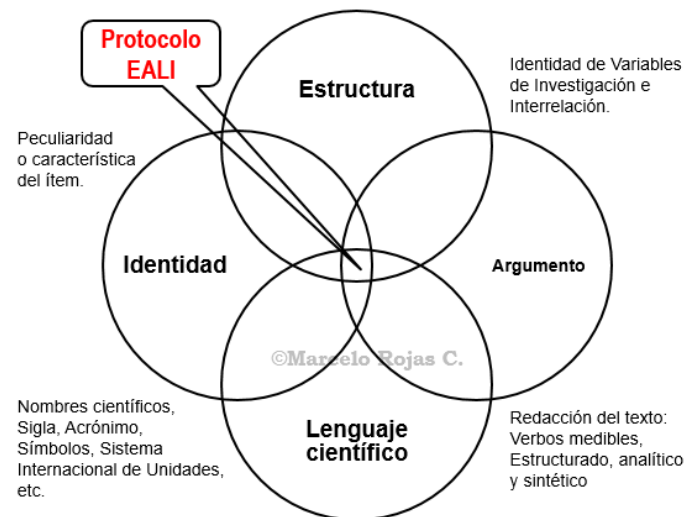 Protocolo
EALI
Estructura
Identidad de Variables
de Investigación e
Interrelación.
Peculiaridad
o característica
del ítem.
Identidad
Argumento
©Marcelo Rojas C.
Nombres científicos,
Sigla, Acrónimo,
Símbolos, Sistema
Internacional de Unidades,
etc.
Lenguaje
científico
Redacción del texto:
Verbos medibles,
Estructurado, analítico
y sintético